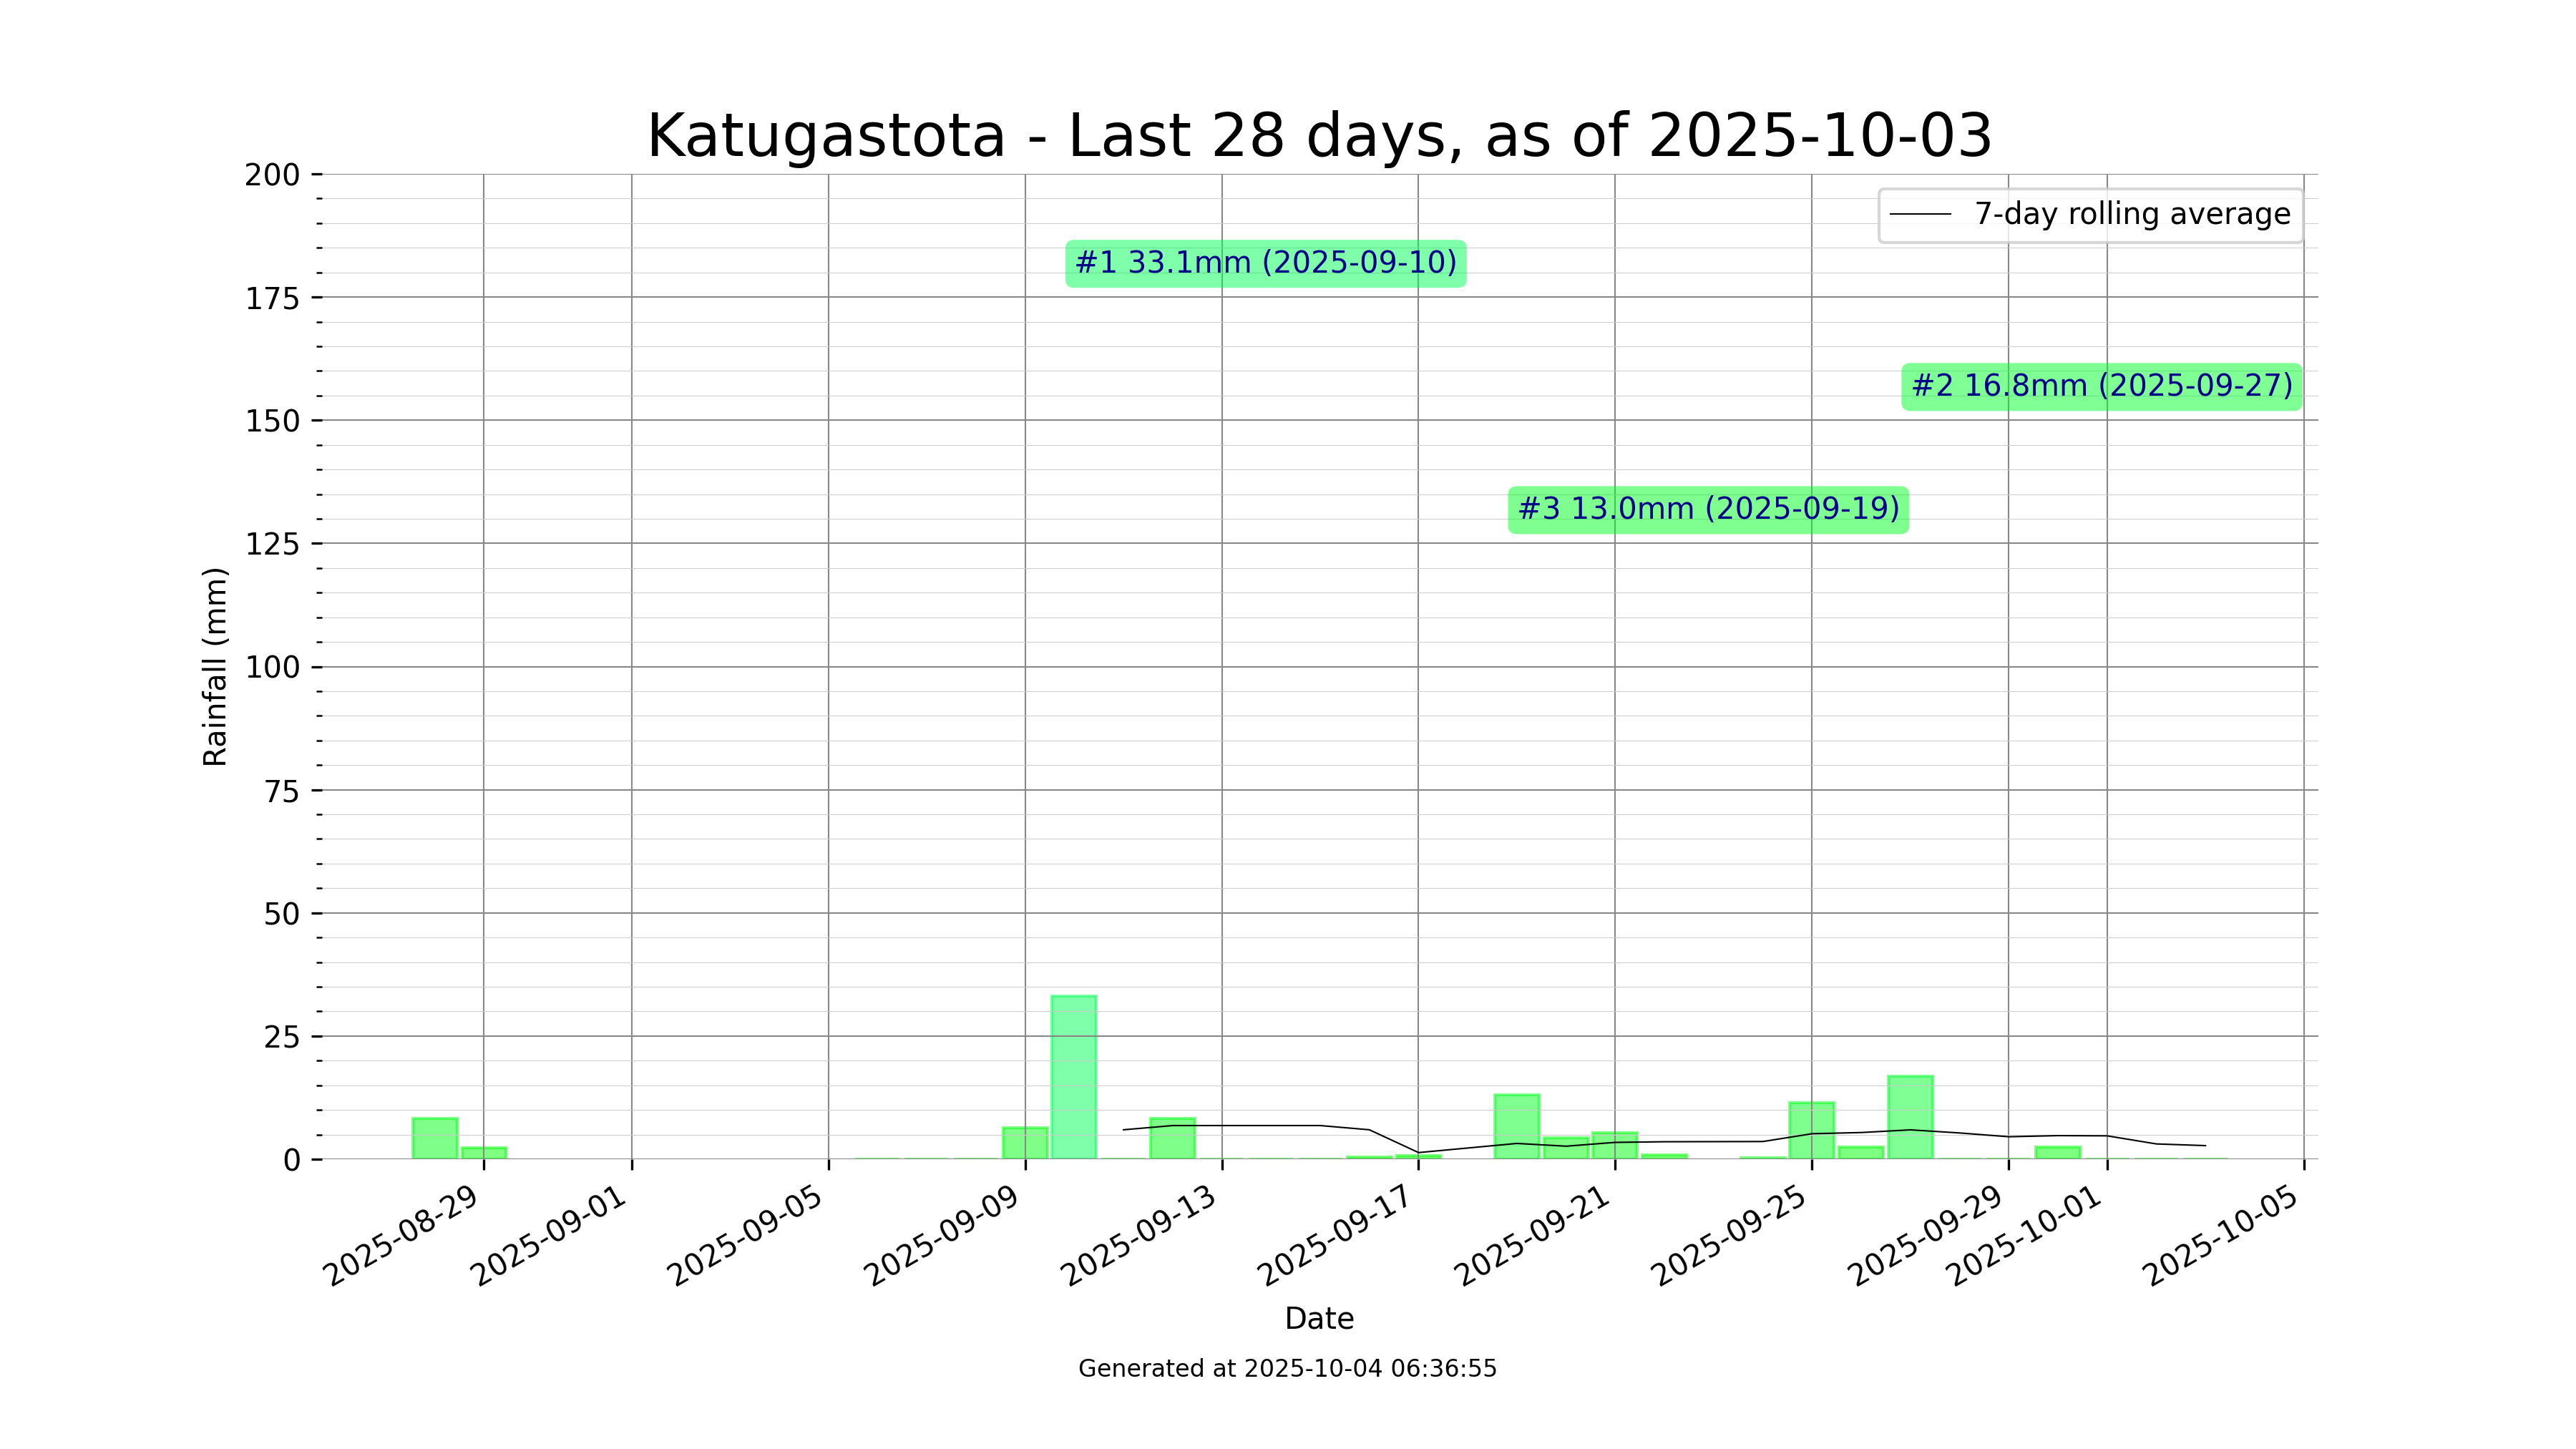 Katugastota - Last 28 days, as of 2025-10-03
7-day rolling average
#1 33.1mm (2025-09-10)
#2 16.8mm (2025-09-27)
#3 13.0mm (2025-09-19)
Rainfall (mm)
200
175
150
125
100
75
50
25
0
2025-08-29
2025-09-01
2025-09-05
2025-09-09
2025-09-13
2025-09-17
2025-09-21
2025-09-25
2025-09-29
2025-10-01
2025-10-05
Date
Generated at 2025-10-04 06:36:55